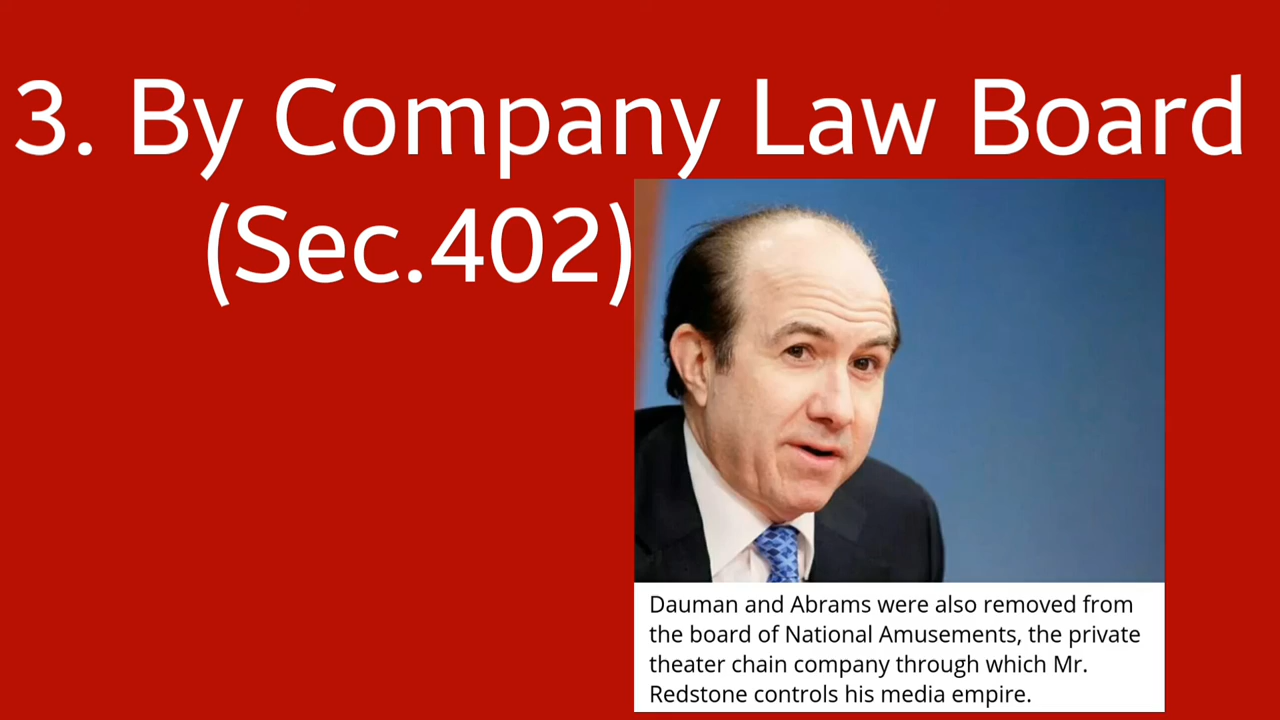 3. By Company Law Board
(Sec.402)
Dauman and Abrams were also removed from
the board of National Amusements, the private
theater chain company through which Mr.
Redstone controls his media empire.